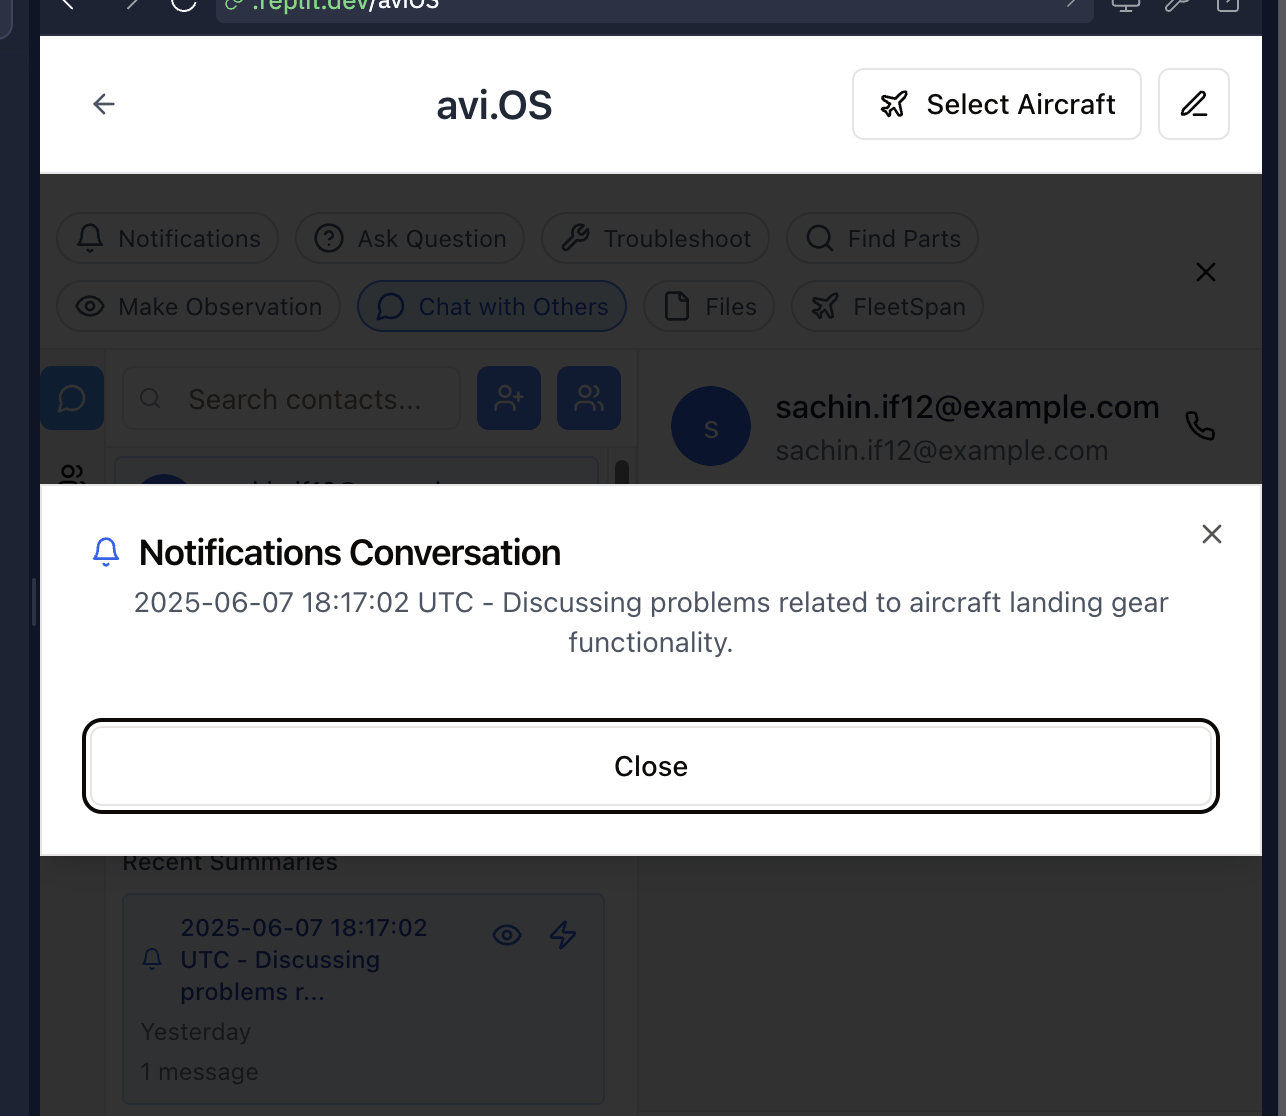 .replit.dev/aviOS
avi.OS
Select Aircraft
Notifications
Ask Question
Troubleshoot
Find Parts
Make Observation
Chat with Others
Files
FleetSpan
Search contacts...
s
sachin.if12@example.com
sachin.if12@example.com
Notifications Conversation
2025-06-07 18:17:02 UTC - Discussing problems related to aircraft landing gear
functionality.
Close
Recent Summaries
2025-06-07 18:17:02
UTC - Discussing
problems r...
Yesterday
1 message